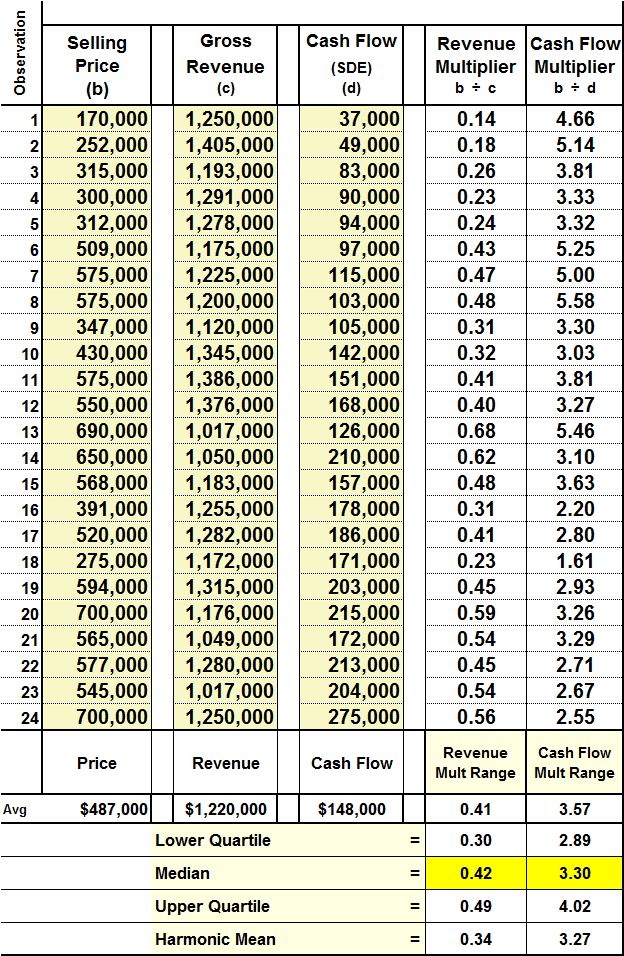 Observation
Selling Gross Cash Flow Revenue Cash Flow
Price Revenue (SDE) Multiplier Multiplier
(b) (c) (d) b ÷ c b ÷ d
1 170,000 1,250,000 37,000 0.14 4.66
2 252,000 1,405,000 49,000 0.18 5.14
3 315,000 1,193,000 83,000 0.26 3.81
4 300,000 1,291,000 90,000 0.23 3.33
5 312,000 1,278,000 94,000 0.24 3.32
6 509,000 1,175,000 97,000 0.43 5.25
7 575,000 1,225,000 115,000 0.47 5.00
8 575,000 1,200,000 103,000 0.48 5.58
9 347,000 1,120,000 105,000 0.31 3.30
10 430,000 1,345,000 142,000 0.32 3.03
11 575,000 1,386,000 151,000 0.41 3.81
12 550,000 1,376,000 168,000 0.40 3.27
13 690,000 1,017,000 126,000 0.68 5.46
14 650,000 1,050,000 210,000 0.62 3.10
15 568,000 1,183,000 157,000 0.48 3.63
16 391,000 1,255,000 178,000 0.31 2.20
17 520,000 1,282,000 186,000 0.41 2.80
18 275,000 1,172,000 171,000 0.23 1.61
19 594,000 1,315,000 203,000 0.45 2.93
20 700,000 1,176,000 215,000 0.59 3.26
21 565,000 1,049,000 172,000 0.54 3.29
22 577,000 1,280,000 213,000 0.45 2.71
23 545,000 1,017,000 204,000 0.54 2.67
24 700,000 1,250,000 275,000 0.56 2.55
Price Revenue Cash Flow Revenue Cash Flow
Mult Range Mult Range
Avg $487,000 $1,220,000 $148,000 0.41 3.57
Lower Quartile = 0.30 2.89
Median = 0.42 3.30
Upper Quartile = 0.49 4.02
Harmonic Mean = 0.34 3.27